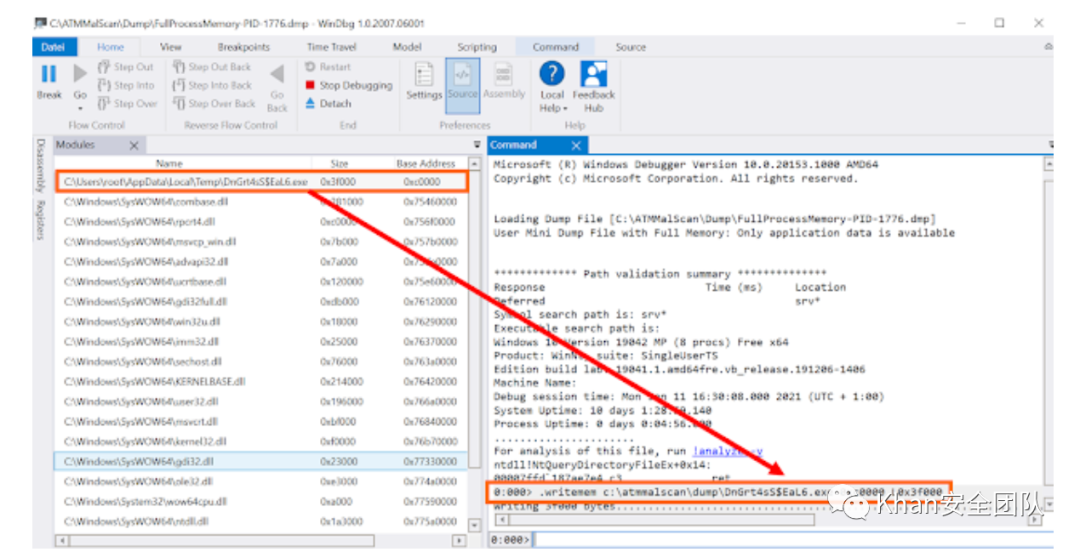 C:\ATMMalScan\Dump\FullProcessMemory-PID-1776.dmp - WinDbg 1.0.2007.06001
Datei Home View Breakpoints Time Travel Model Scripting Command Source
Break
Go
Step Out
Step Into
Step Over
Flow Control
Step Out Back
Step Into Back
Step Over Back
Go Back
Reverse Flow Control
Restart
Stop Debugging
Detach
End
Settings Source Assembly
Preferences
Local Help
Feedback Hub
Help
Disassembly
Registers
Modules
Name Size Base Address
C:\Users\root\AppData\Local\Temp\DnGrt4sS$EaL6.exe 0x3f000 0xc0000
C:\Windows\SysWOW64\combase.dll 0x281000 0x75460000
C:\Windows\SysWOW64\rpcrt4.dll 0xc0000 0x756f0000
C:\Windows\SysWOW64\msvcp_win.dll 0x7b000 0x757b0000
C:\Windows\SysWOW64\advapi32.dll 0x7a000
C:\Windows\SysWOW64\ucrtbase.dll 0x120000 0x75e60000
C:\Windows\SysWOW64\gdi32full.dll 0xdb000 0x76120000
C:\Windows\SysWOW64\win32u.dll 0x18000 0x76290000
C:\Windows\SysWOW64\imm32.dll 0x25000 0x76370000
C:\Windows\SysWOW64\sechost.dll 0x76000 0x763a0000
C:\Windows\SysWOW64\KERNELBASE.dll 0x214000 0x76420000
C:\Windows\SysWOW64\user32.dll 0x196000 0x766a0000
C:\Windows\SysWOW64\msvcrt.dll 0xbf000 0x76840000
C:\Windows\SysWOW64\kernel32.dll 0xf0000 0x76b70000
C:\Windows\SysWOW64\gdi32.dll 0x23000 0x77330000
C:\Windows\SysWOW64\ole32.dll 0xe3000 0x774a0000
C:\Windows\System32\wow64cpu.dll 0xa000 0x77590000
C:\Windows\SysWOW64\ntdll.dll 0x1a3000 0x775a0000
Command
Microsoft (R) Windows Debugger Version 10.0.20153.1000 AMD64
Copyright (c) Microsoft Corporation. All rights reserved.
Loading Dump File [C:\ATMMalScan\Dump\FullProcessMemory-PID-1776.dmp]
User Mini Dump File with Full Memory: Only application data is available
************* Path validation summary **************
Response Time (ms) Location
Deferred srv*
Symbol search path is: srv*
Executable search path is:
Windows 10 Version 19042 MP (8 procs) Free x64
Product: WinNt, suite: SingleUserTS
Edition build lab: 19041.1.amd64fre.vb_release.191206-1406
Machine Name:
Debug session time: Mon Jan 11 16:30:08.000 2021 (UTC + 1:00)
System Uptime: 10 days 1:28:
.140
Process Uptime: 0 days 0:04:56.000
......................
For analysis of this file, run !analyze -v
ntdll!NtQueryDirectoryFileEx+0x14:
00007ffd`187ae7e4 c3 ret
0:000> .writemem c:\atmmalscan\dump\DnGrt4sS$EaL6.exe
0x3f000
Writing 3f000 bytes
0:000>
Khan安全团队